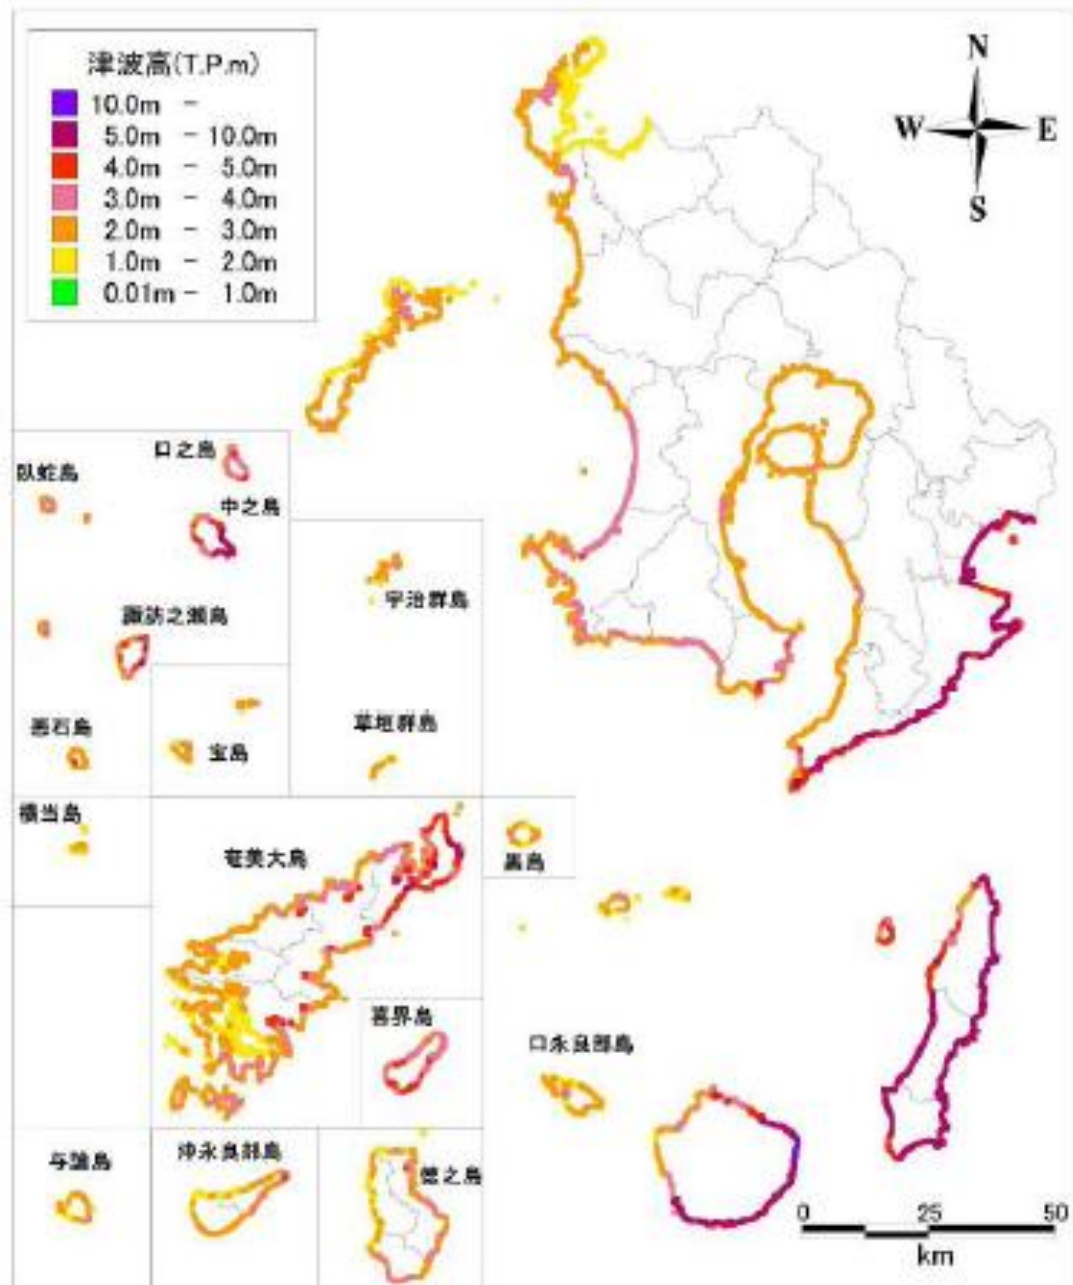 津波高(T.P.m)
10.0m -
5.0m - 10.0m
4.0m - 5.0m
3.0m - 4.0m
2.0m - 3.0m
1.0m - 2.0m
0.01m - 1.0m
N
W
E
S
口之島
臥蛇島
中之島
宇治群島
諏訪之瀬島
悪石島
宝島
草垣群島
横当島
奄美大島
黒島
喜界島
口永良部島
与論島
沖永良部島
徳之島
0 25 50
km